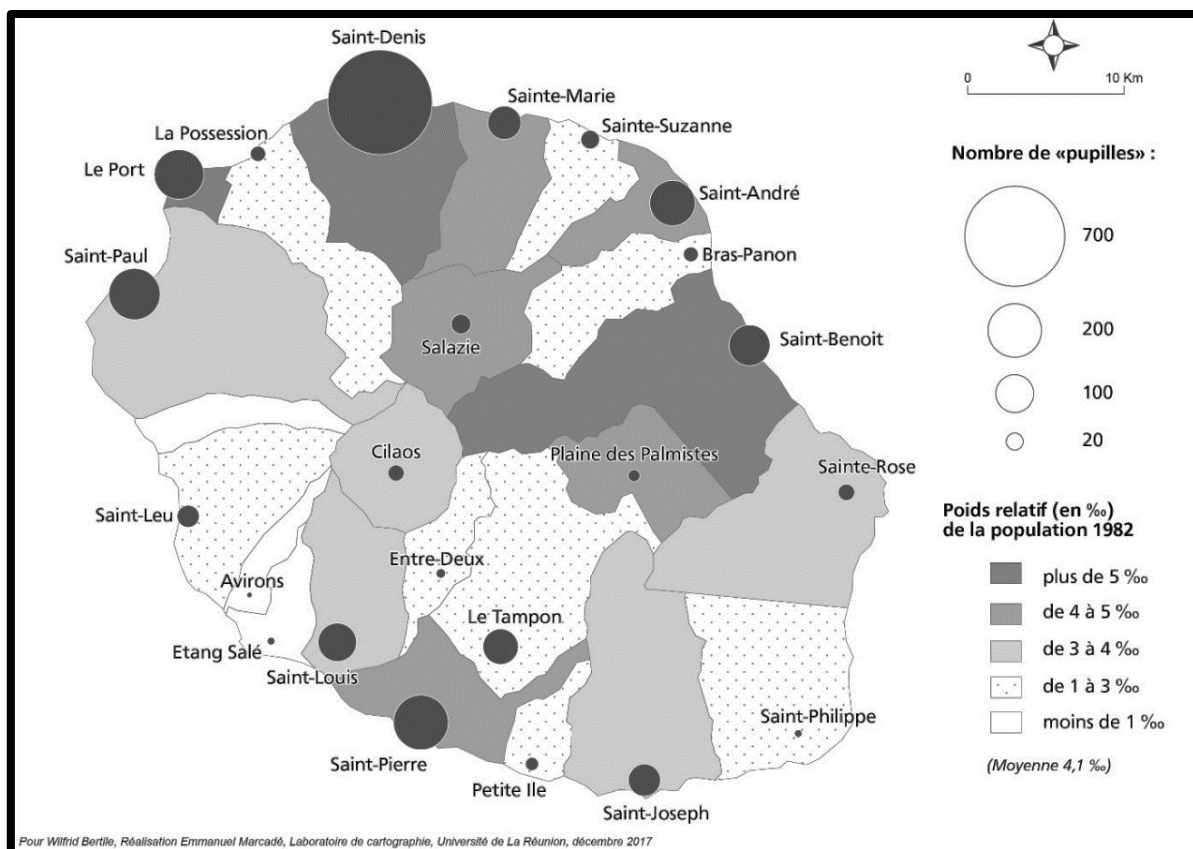 Saint-Denis
Sainte-Marie
La Possession
Sainte-Suzanne
Le Port
Saint-André
Saint-Paul
Bras-Panon
Salazie
Saint-Benoit
Cilaos
Plaine des Palmistes
Sainte-Rose
Saint-Leu
Entre-Deux
Avirons
Le Tampon
Etang Salé
Saint-Louis
Saint-Philippe
Saint-Pierre
Petite Ile
Saint-Joseph
0 10 Km
Nombre de «pupilles» :
700
200
100
20
Poids relatif (en ‰)
de la population 1982
plus de 5 ‰
de 4 à 5 ‰
de 3 à 4 ‰
de 1 à 3 ‰
moins de 1 ‰
(Moyenne 4,1 ‰)
Pour Wilfrid Bertile, Réalisation Emmanuel Marcadé, Laboratoire de cartographie, Université de La Réunion, décembre 2017